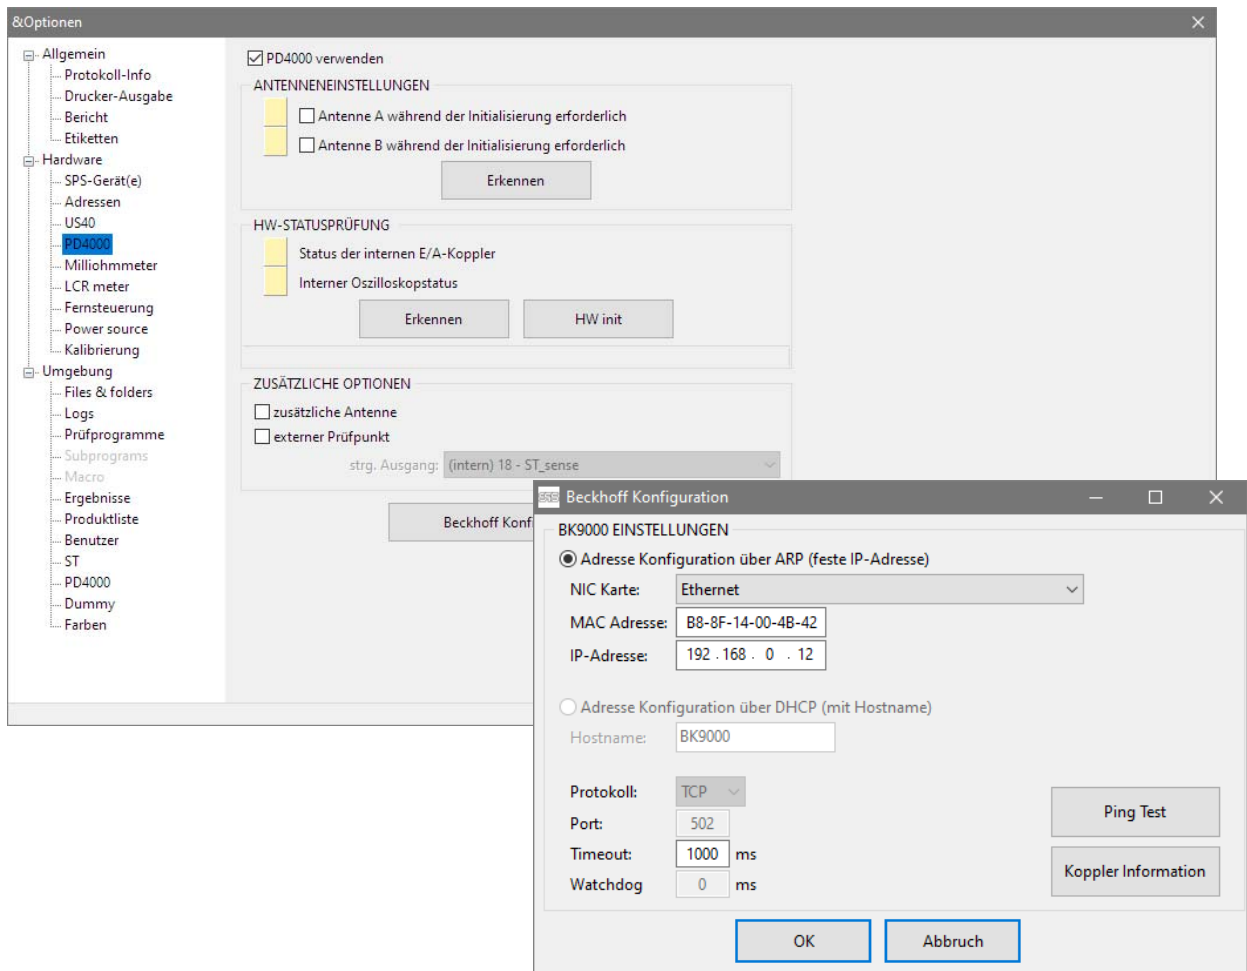 &Optionen
Allgemein
Protokoll-Info
Drucker-Ausgabe
Bericht
Etiketten
Hardware
SPS-Gerät(e)
Adressen
US40
PD4000
Milliohmmeter
LCR meter
Fernsteuerung
Power source
Kalibrierung
Umgebung
Files & folders
Logs
Prüfprogramme
Subprograms
Macro
Ergebnisse
Produktliste
Benutzer
ST
PD4000
Dummy
Farben
PD4000 verwenden
ANTENNENEINSTELLUNGEN
Antenne A während der Initialisierung erforderlich
Antenne B während der Initialisierung erforderlich
Erkennen
HW-STATUSPRÜFUNG
Status der internen E/A-Koppler
Interner Oszilloskopstatus
Erkennen HW init
ZUSÄTZLICHE OPTIONEN
zusätzliche Antenne
externer Prüfpunkt
strg. Ausgang: (intern) 18 - ST_sense
Beckhoff Konf
Beckhoff Konfiguration
BK9000 EINSTELLUNGEN
Adresse Konfiguration über ARP (feste IP-Adresse)
NIC Karte: Ethernet
MAC Adresse: B8-8F-14-00-4B-42
IP-Adresse: 192 . 168 . 0 . 12
Adresse Konfiguration über DHCP (mit Hostname)
Hostname: BK9000
Protokoll: TCP
Port: 502
Timeout: 1000 ms
Watchdog 0 ms
Ping Test
Koppler Information
OK Abbruch